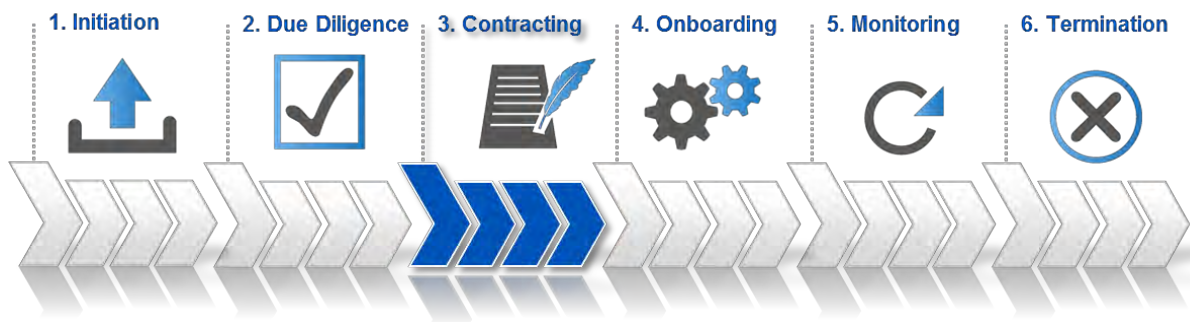 1. Initiation
2. Due Diligence
3. Contracting
4. Onboarding
5. Monitoring
6. Termination